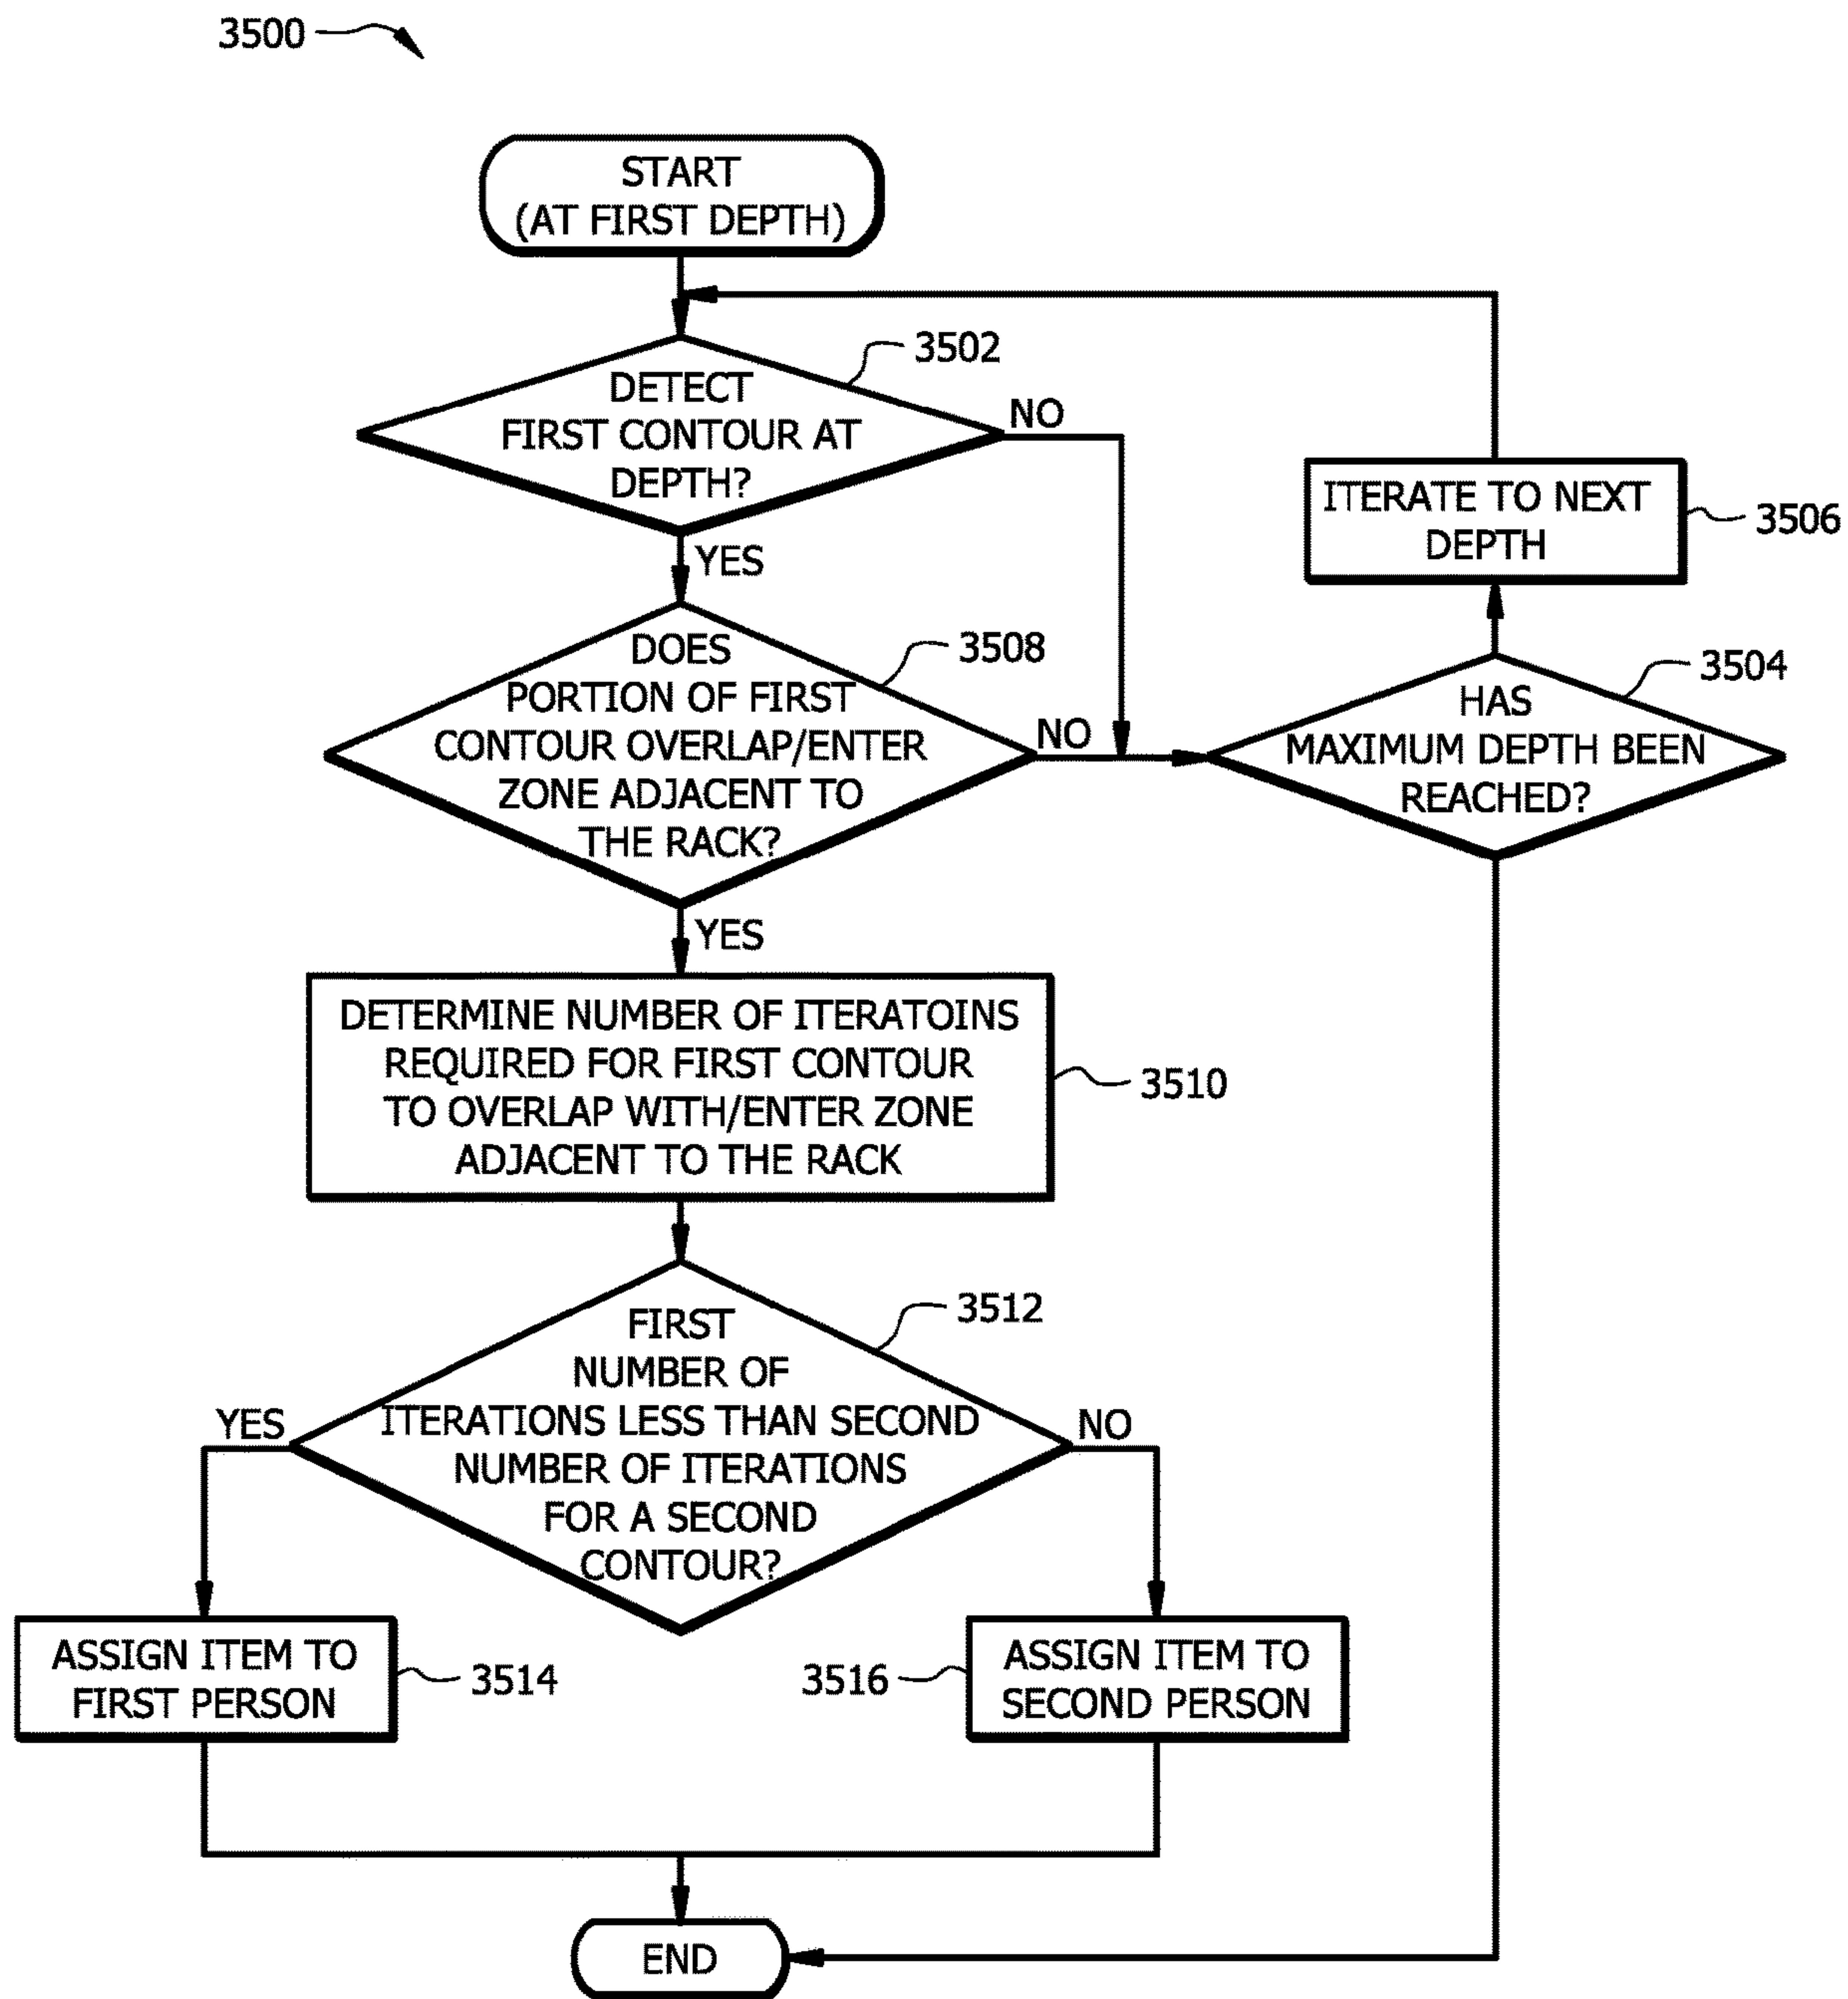 3500
START
(AT FIRST DEPTH)
3502
DETECT
FIRST CONTOUR AT
DEPTH?
NO
YES
ITERATE TO NEXT
DEPTH
3506
3508
DOES
PORTION OF FIRST
CONTOUR OVERLAP/ENTER
ZONE ADJACENT TO
THE RACK?
NO
YES
3504
HAS
MAXIMUM DEPTH BEEN
REACHED?
DETERMINE NUMBER OF ITERATOINS
REQUIRED FOR FIRST CONTOUR
TO OVERLAP WITH/ENTER ZONE
ADJACENT TO THE RACK
3510
3512
FIRST
NUMBER OF
ITERATIONS LESS THAN SECOND
NUMBER OF ITERATIONS
FOR A SECOND
CONTOUR?
YES
NO
ASSIGN ITEM TO
FIRST PERSON
3514
3516
ASSIGN ITEM TO
SECOND PERSON
END